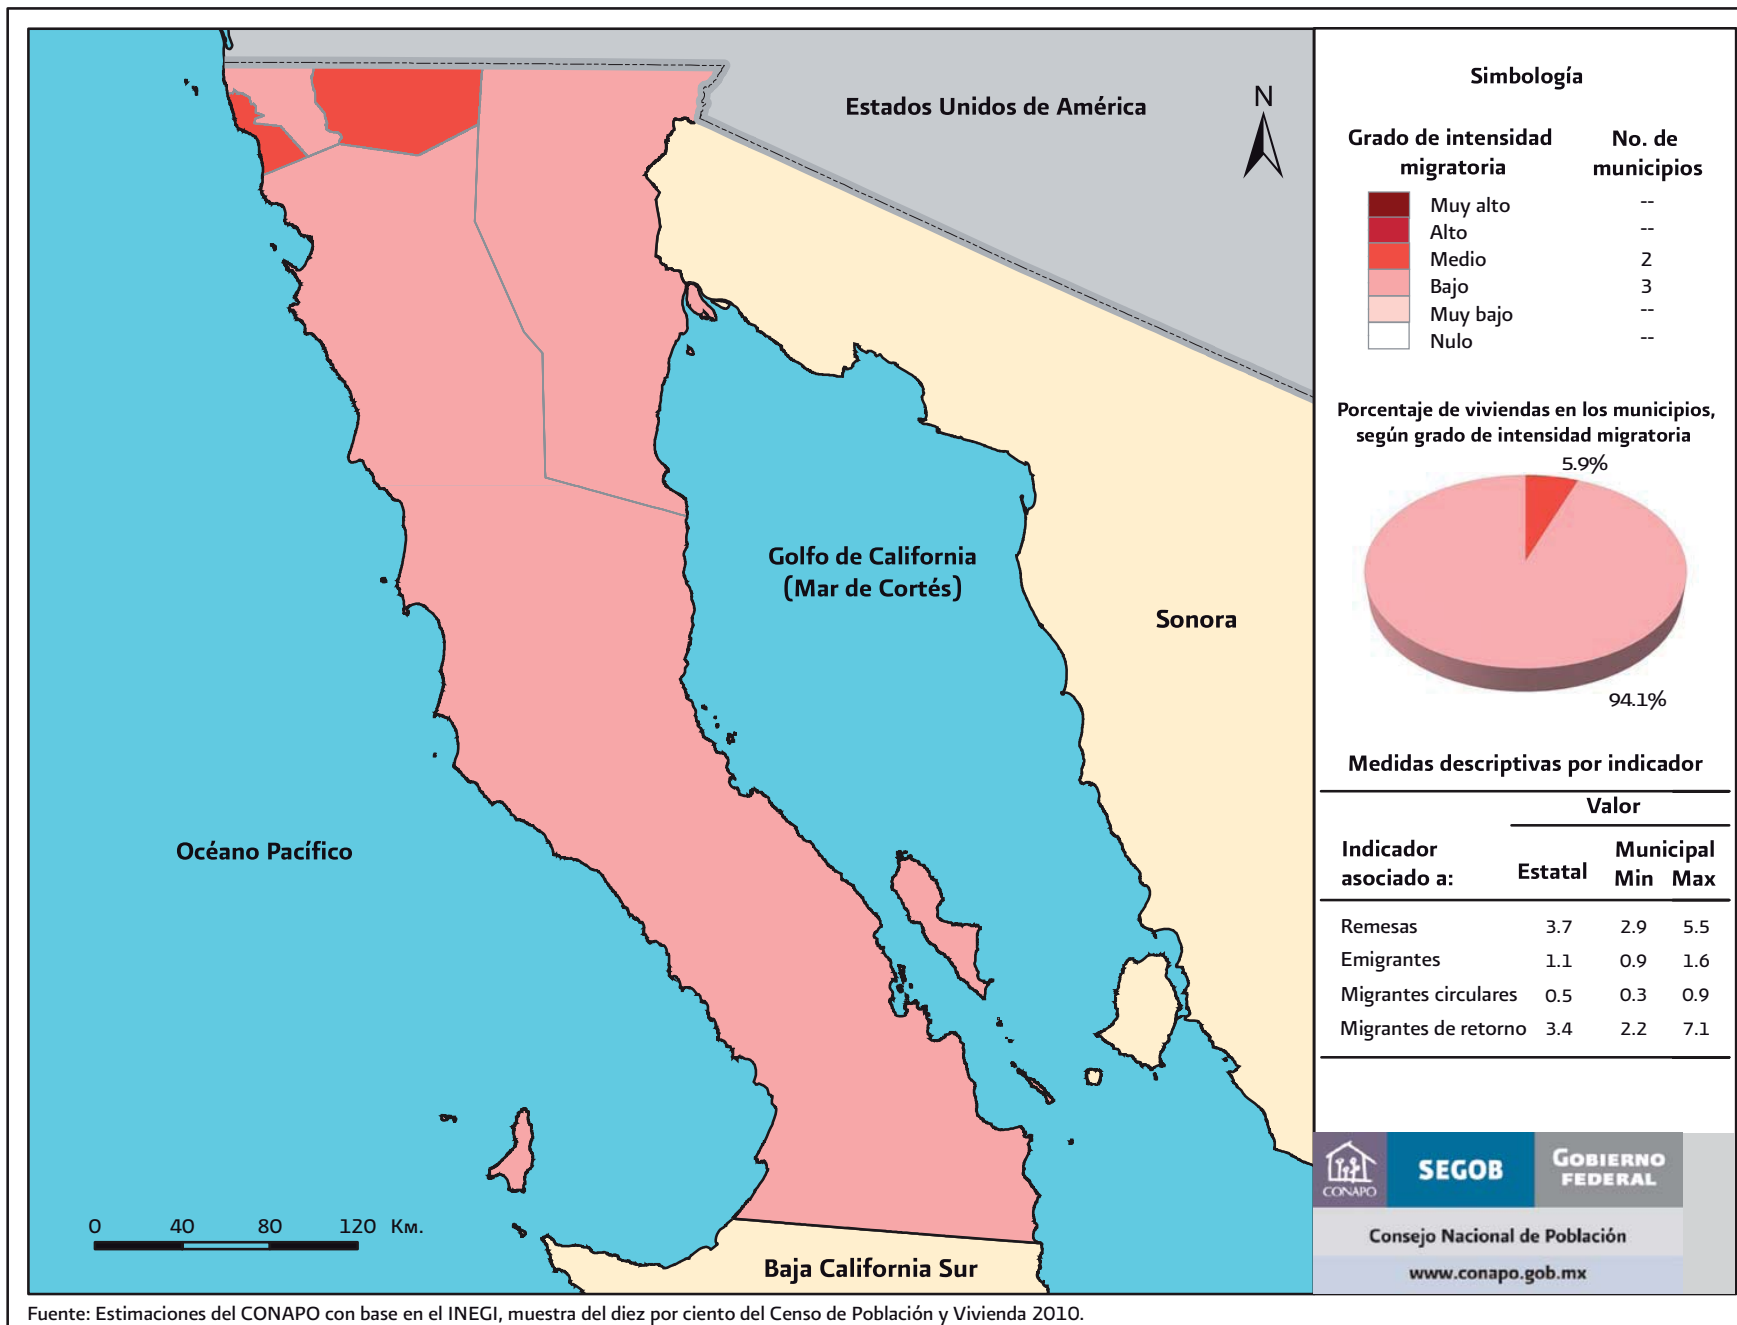 Estados Unidos de América
N
Golfo de California
(Mar de Cortés)
Sonora
Océano Pacífico
0 40 80 120 Km.
Baja California Sur
Simbología
Grado de intensidad
migratoria
No. de
municipios
Muy alto --
Alto --
Medio 2
Bajo 3
Muy bajo --
Nulo --
Porcentaje de viviendas en los municipios,
según grado de intensidad migratoria
5.9%
94.1%
Medidas descriptivas por indicador
Valor
Indicador
asociado a:
Estatal
Municipal
Min Max
Remesas 3.7 2.9 5.5
Emigrantes 1.1 0.9 1.6
Migrantes circulares 0.5 0.3 0.9
Migrantes de retorno 3.4 2.2 7.1
CONAPO
SEGOB
GOBIERNO
FEDERAL
Consejo Nacional de Población
www.conapo.gob.mx
Fuente: Estimaciones del CONAPO con base en el INEGI, muestra del diez por ciento del Censo de Población y Vivienda 2010.